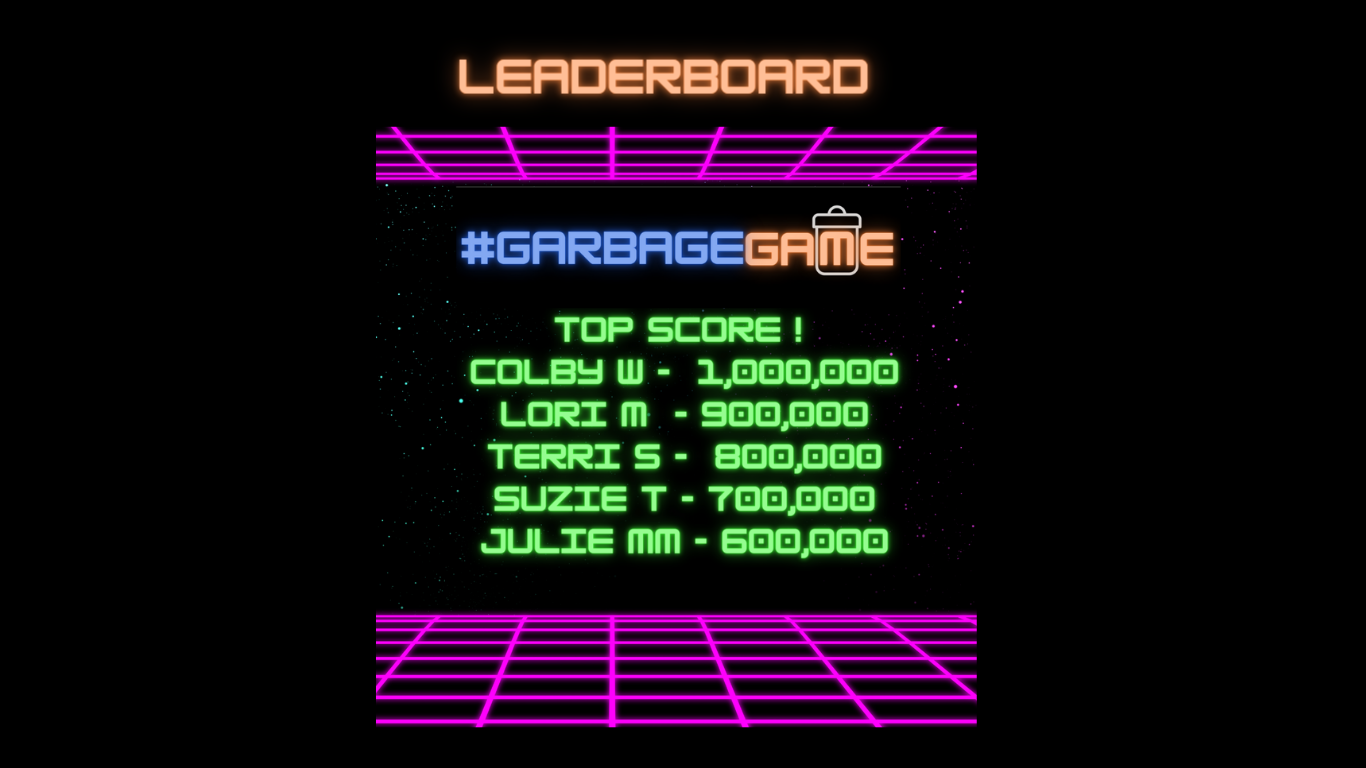 LEADERBOARD
#GARBAGEGAME
TOP SCORE !
COLBY W - 1,000,000
LORI M - 900,000
TERRI S - 800,000
SUZIE T - 700,000
JULIE MM - 600,000